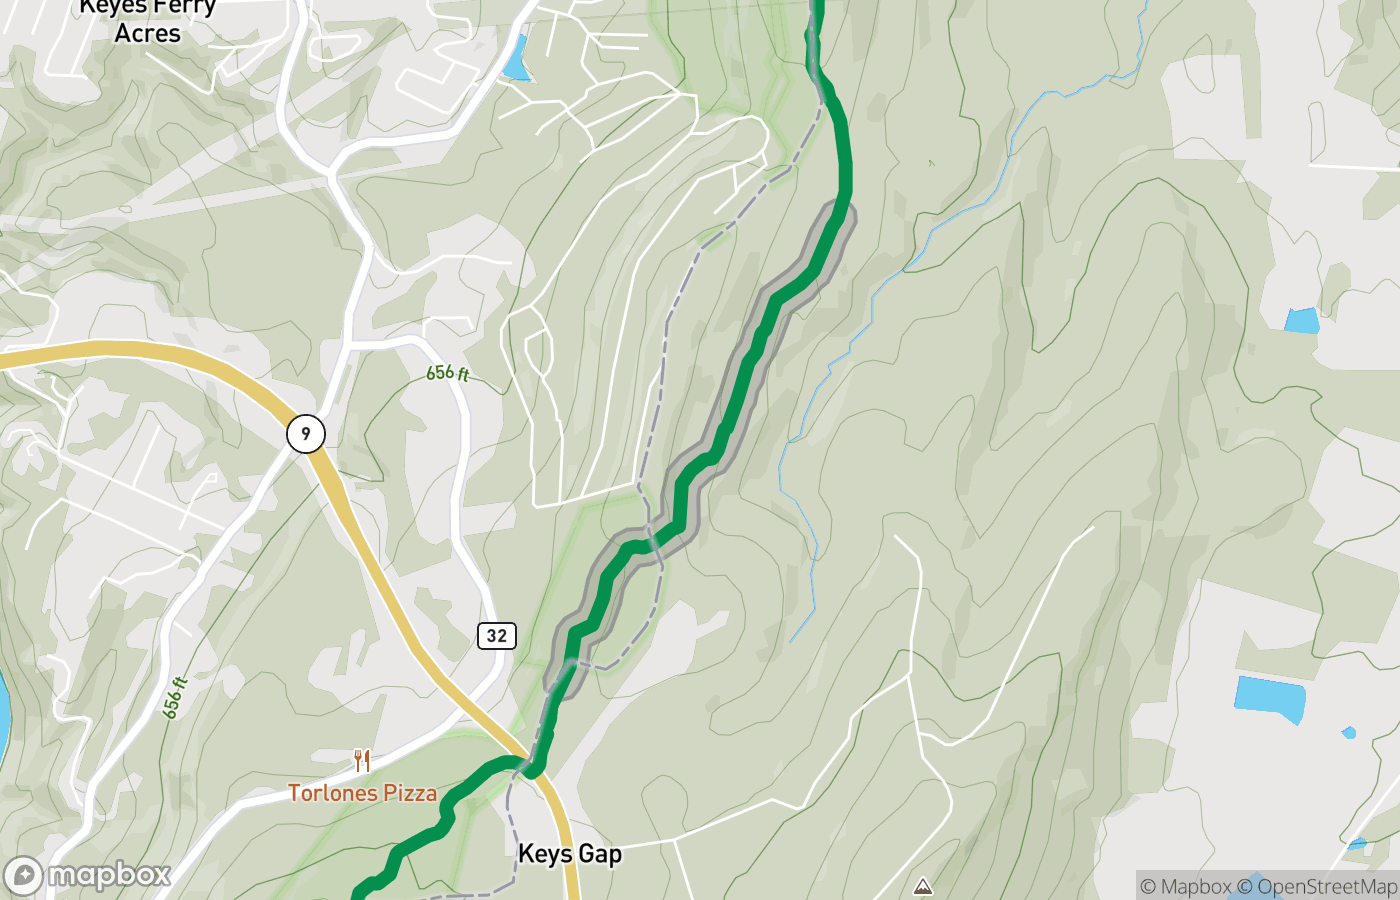 Keyes Ferry
Acres
656 ft
9
32
656 ft
Torlones Pizza
Keys Gap
mapbox
© Mapbox © OpenStreetMap